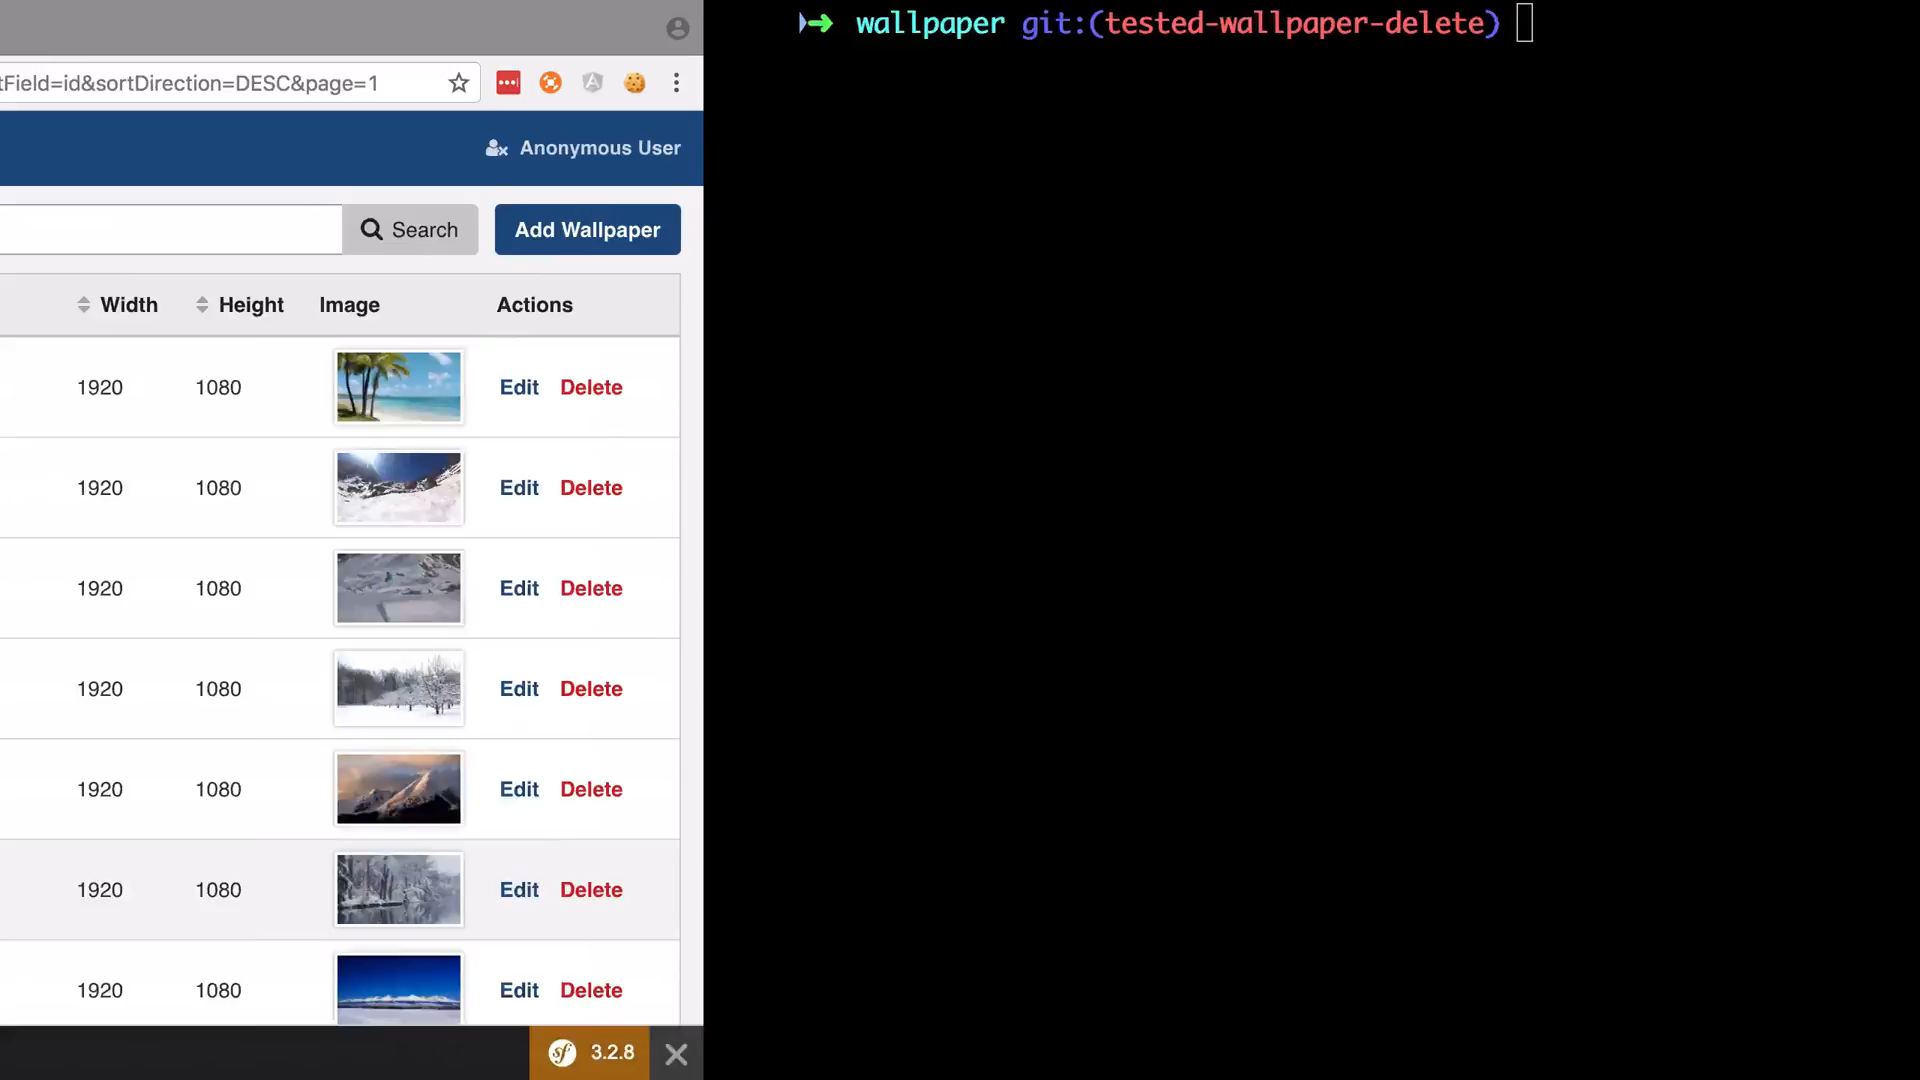 ➜ wallpaper git:(tested-wallpaper-delete)
tField=id&sortDirection=DESC&page=1
Anonymous User
Search Add Wallpaper
Width Height Image Actions
1920 1080 Edit Delete
1920 1080 Edit Delete
1920 1080 Edit Delete
1920 1080 Edit Delete
1920 1080 Edit Delete
1920 1080 Edit Delete
1920 1080 Edit Delete
sf 3.2.8